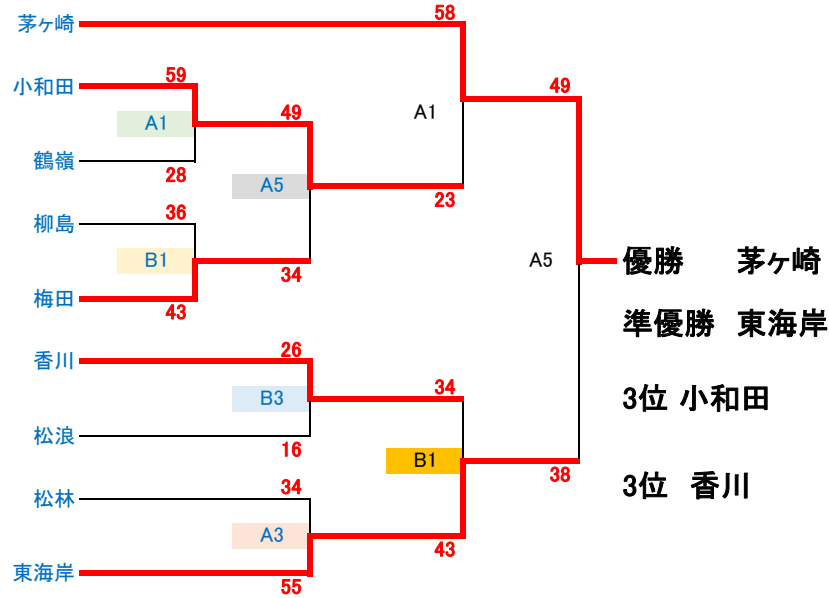 茅ヶ崎
58
小和田
59
49
49
A1
A1
鶴嶺
28
A5
23
柳島
36
B1
34
A5
優勝 茅ヶ崎
梅田
43
準優勝 東海岸
香川
26
34
B3
3位 小和田
松浪
16
B1
38
松林
34
3位 香川
A3
43
東海岸
55